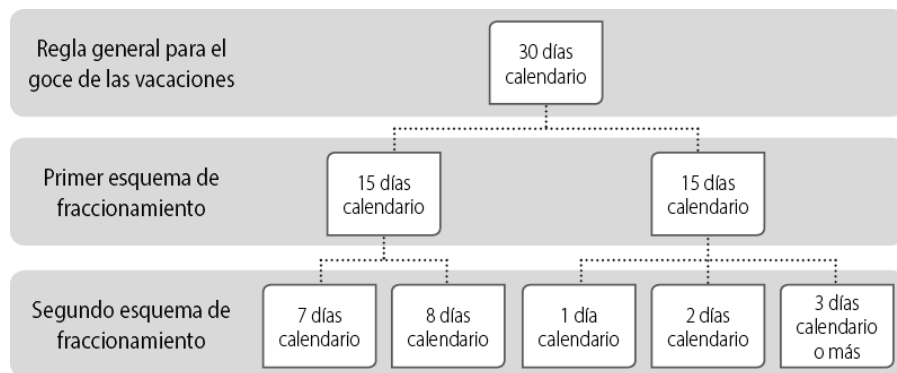 Regla general para el
goce de las vacaciones
30 días
calendario
Primer esquema de
fraccionamiento
15 días
calendario
15 días
calendario
Segundo esquema de
fraccionamiento
7 días
calendario
8 días
calendario
1 día
calendario
2 días
calendario
3 días
calendario
o más